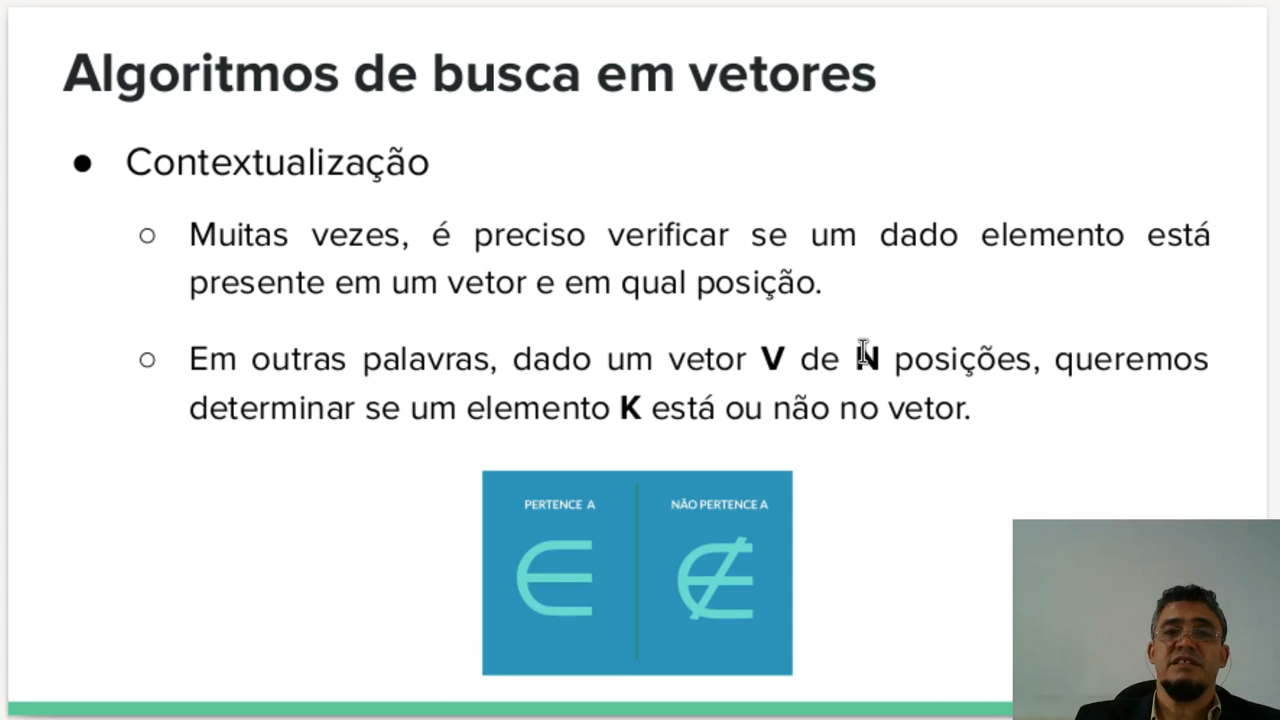 Algoritmos de busca em vetores
● Contextualização
○ Muitas vezes, é preciso verificar se um dado elemento está
presente em um vetor e em qual posição.
○ Em outras palavras, dado um vetor V de N posições, queremos
determinar se um elemento K está ou não no vetor.
PERTENCE A
NÃO PERTENCE A
∈
∉